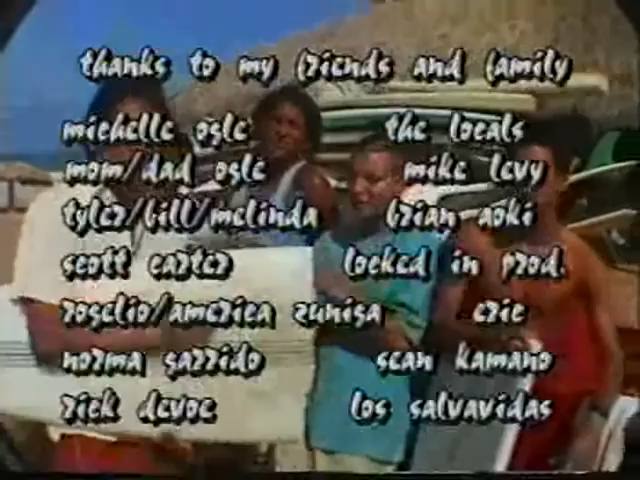 thanks to my friends and family
michelle ogle the locals
mom/dad ogle mike levy
tyler/bill/melinda brian aoki
scott carter locked in prod.
rogelio/america zuniga eric
norma garrido sean kamano
rick devoe los salvavidas